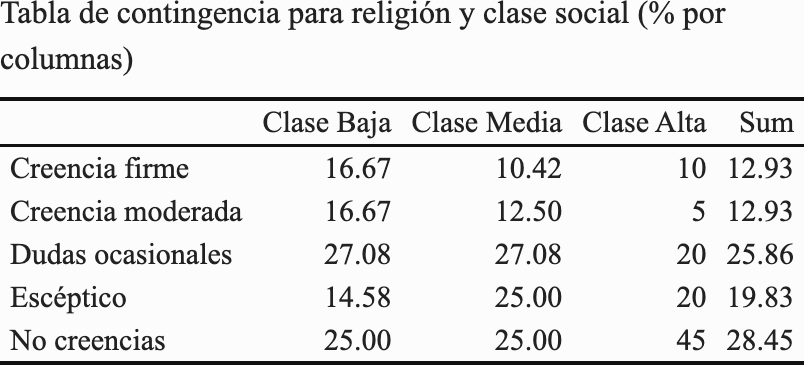 Tabla de contingencia para religión y clase social (% por
columnas)
Clase Baja Clase Media Clase Alta Sum
Creencia firme 16.67 10.42 10 12.93
Creencia moderada 16.67 12.50 5 12.93
Dudas ocasionales 27.08 27.08 20 25.86
Escéptico 14.58 25.00 20 19.83
No creencias 25.00 25.00 45 28.45